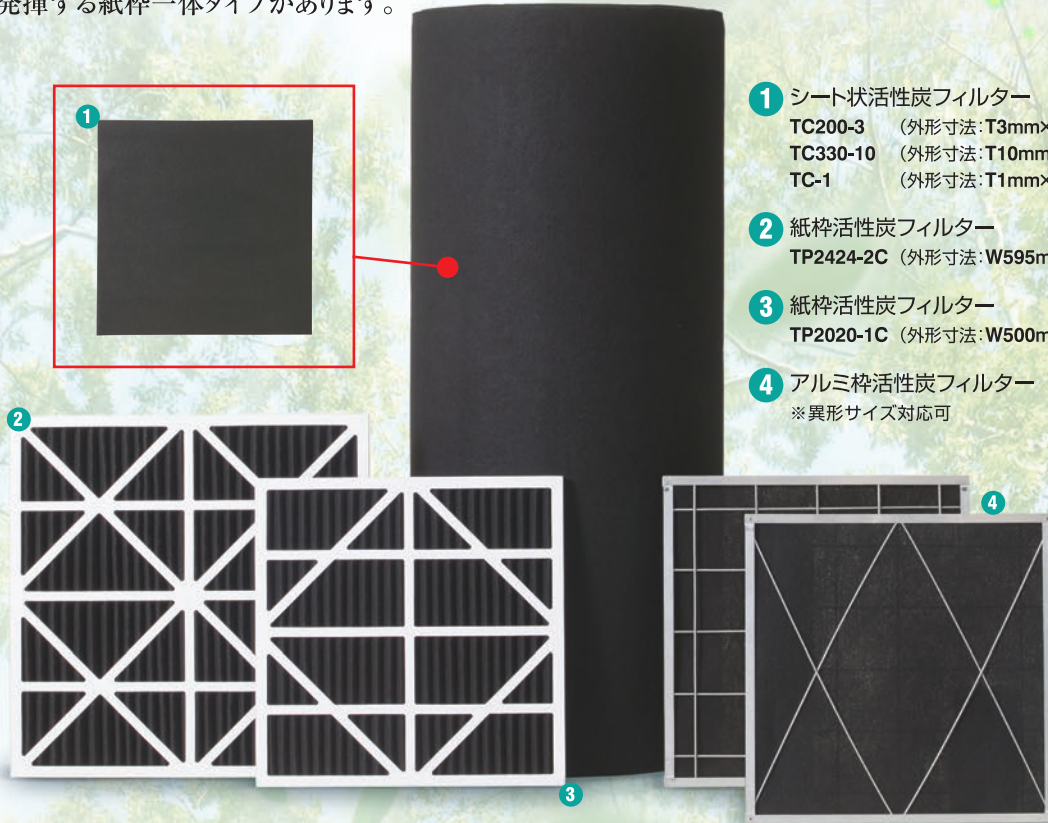 発揮する紙枠一体タイプがあります。
1
1 シート状活性炭フィルター
TC200-3 （外形寸法：T3mm×
TC330-10 （外形寸法：T10mm
TC-1 （外形寸法：T1mm×
2 紙枠活性炭フィルター
TP2424-2C （外形寸法：W595m
3 紙枠活性炭フィルター
TP2020-1C （外形寸法：W500m
4 アルミ枠活性炭フィルター
※異形サイズ対応可
2
4
3